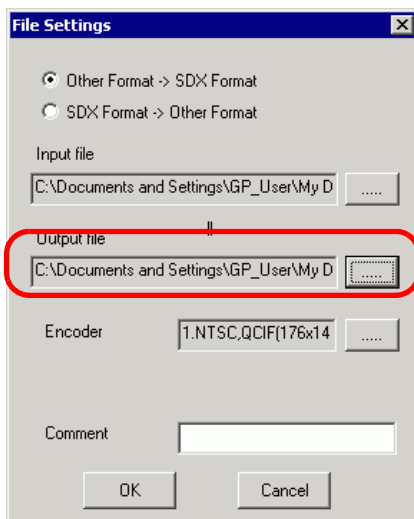 File Settings
Other Format -> SDX Format
SDX Format -> Other Format
Input file
C:\Documents and Settings\GP_User\My D .....
Output file
C:\Documents and Settings\GP_User\My D .....
Encoder 1.NTSC,QCIF(176x14 .....
Comment
OK Cancel